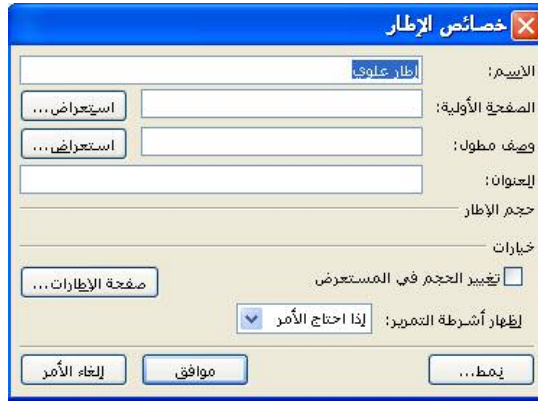 خصائص الإطار
الاسم: إطار علوي
الصفحة الأولية: استعراض...
وصف مطول: استعراض...
العنوان:
حجم الإطار
خيارات
تغيير الحجم في المستعرض صفحة الإطارات...
إظهار أشرطة التمرير: إذا احتاج الأمر
نمط... موافق إلغاء الأمر